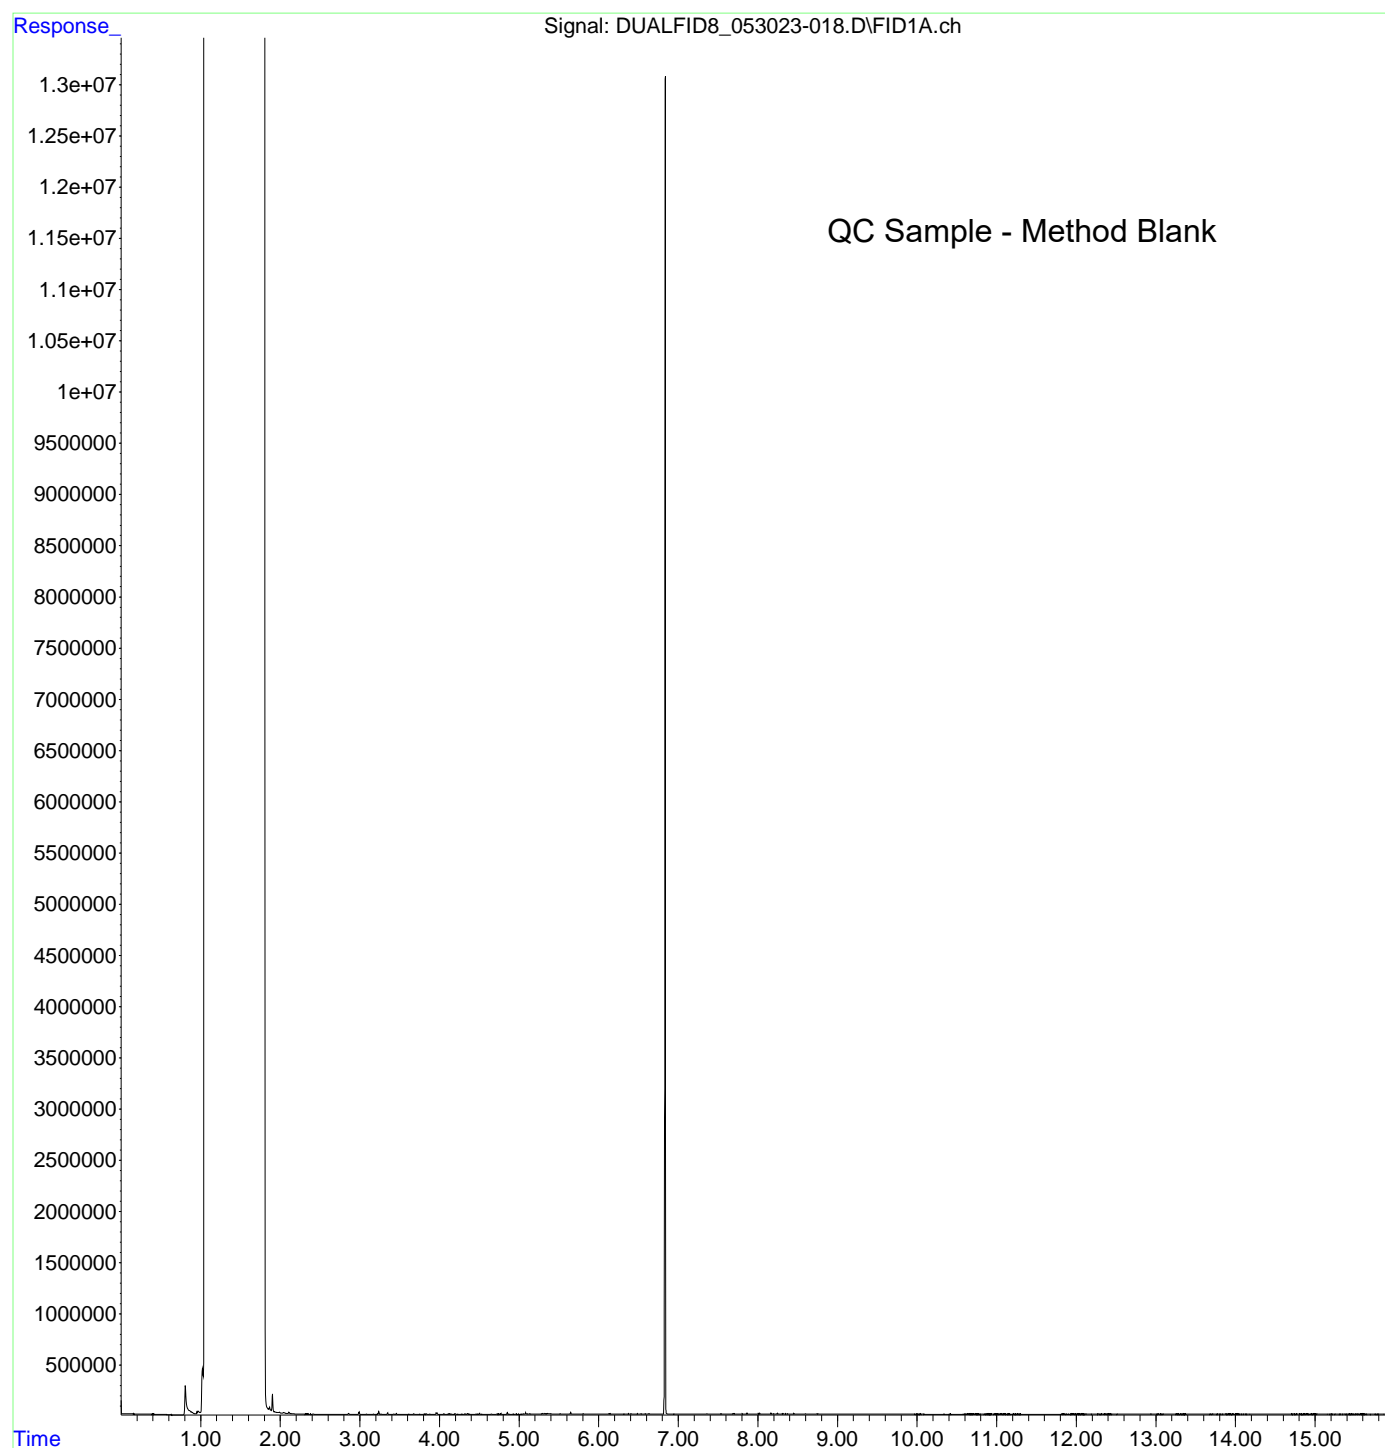 Response_
Signal: DUALFID8_053023-018.D\FID1A.ch
1.3e+07
1.25e+07
1.2e+07
QC Sample - Method Blank
1.15e+07
1.1e+07
1.05e+07
1e+07
9500000
9000000
8500000
8000000
7500000
7000000
6500000
6000000
5500000
5000000
4500000
4000000
3500000
3000000
2500000
2000000
1500000
1000000
500000
Time 1.00 2.00 3.00 4.00 5.00 6.00 7.00 8.00 9.00 10.00 11.00 12.00 13.00 14.00 15.00